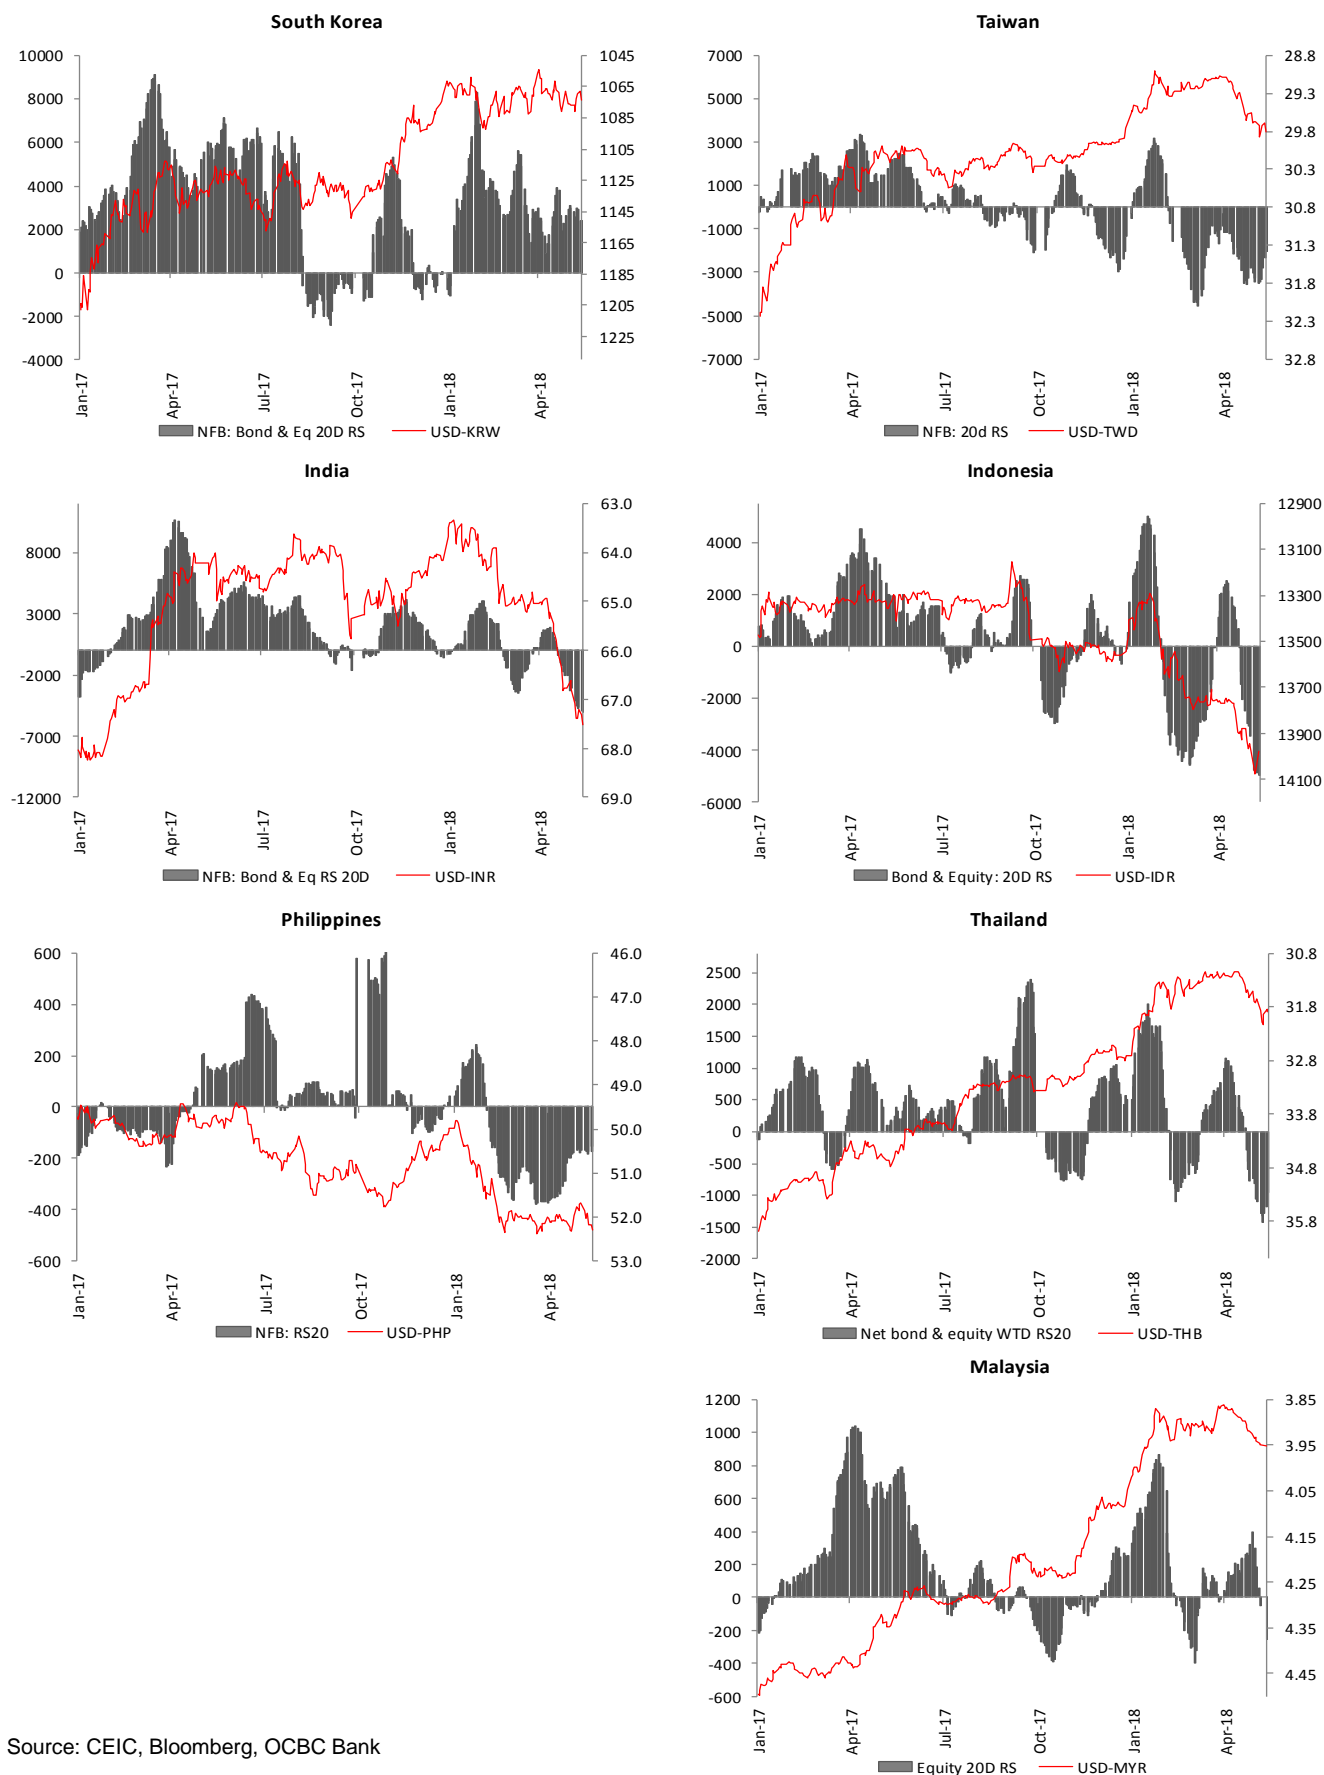 South Korea
10000
8000
6000
4000
2000
0
-2000
-4000
1045
1065
1085
1105
1125
1145
1165
1185
1205
1225
Jan-17
Apr-17
Jul-17
Oct-17
Jan-18
Apr-18
NFB: Bond & Eq 20D RS USD-KRW
Taiwan
7000
5000
3000
1000
-1000
-3000
-5000
-7000
28.8
29.3
29.8
30.3
30.8
31.3
31.8
32.3
32.8
Jan-17
Apr-17
Jul-17
Oct-17
Jan-18
Apr-18
NFB: 20d RS USD-TWD
India
8000
3000
-2000
-7000
-12000
63.0
64.0
65.0
66.0
67.0
68.0
69.0
Jan-17
Apr-17
Jul-17
Oct-17
Jan-18
Apr-18
NFB: Bond & Eq RS 20D USD-INR
Indonesia
4000
2000
0
-2000
-4000
-6000
12900
13100
13300
13500
13700
13900
14100
Jan-17
Apr-17
Jul-17
Oct-17
Jan-18
Apr-18
Bond & Equity: 20D RS USD-IDR
Philippines
600
400
200
0
-200
-400
-600
46.0
47.0
48.0
49.0
50.0
51.0
52.0
53.0
Jan-17
Apr-17
Jul-17
Oct-17
Jan-18
Apr-18
NFB: RS20 USD-PHP
Thailand
2500
2000
1500
1000
500
0
-500
-1000
-1500
-2000
30.8
31.8
32.8
33.8
34.8
35.8
Jan-17
Apr-17
Jul-17
Oct-17
Jan-18
Apr-18
Net bond & equity WTD RS20 USD-THB
Malaysia
1200
1000
800
600
400
200
0
-200
-400
-600
3.85
3.95
4.05
4.15
4.25
4.35
4.45
Jan-17
Apr-17
Jul-17
Oct-17
Jan-18
Apr-18
Equity 20D RS USD-MYR
Source: CEIC, Bloomberg, OCBC Bank